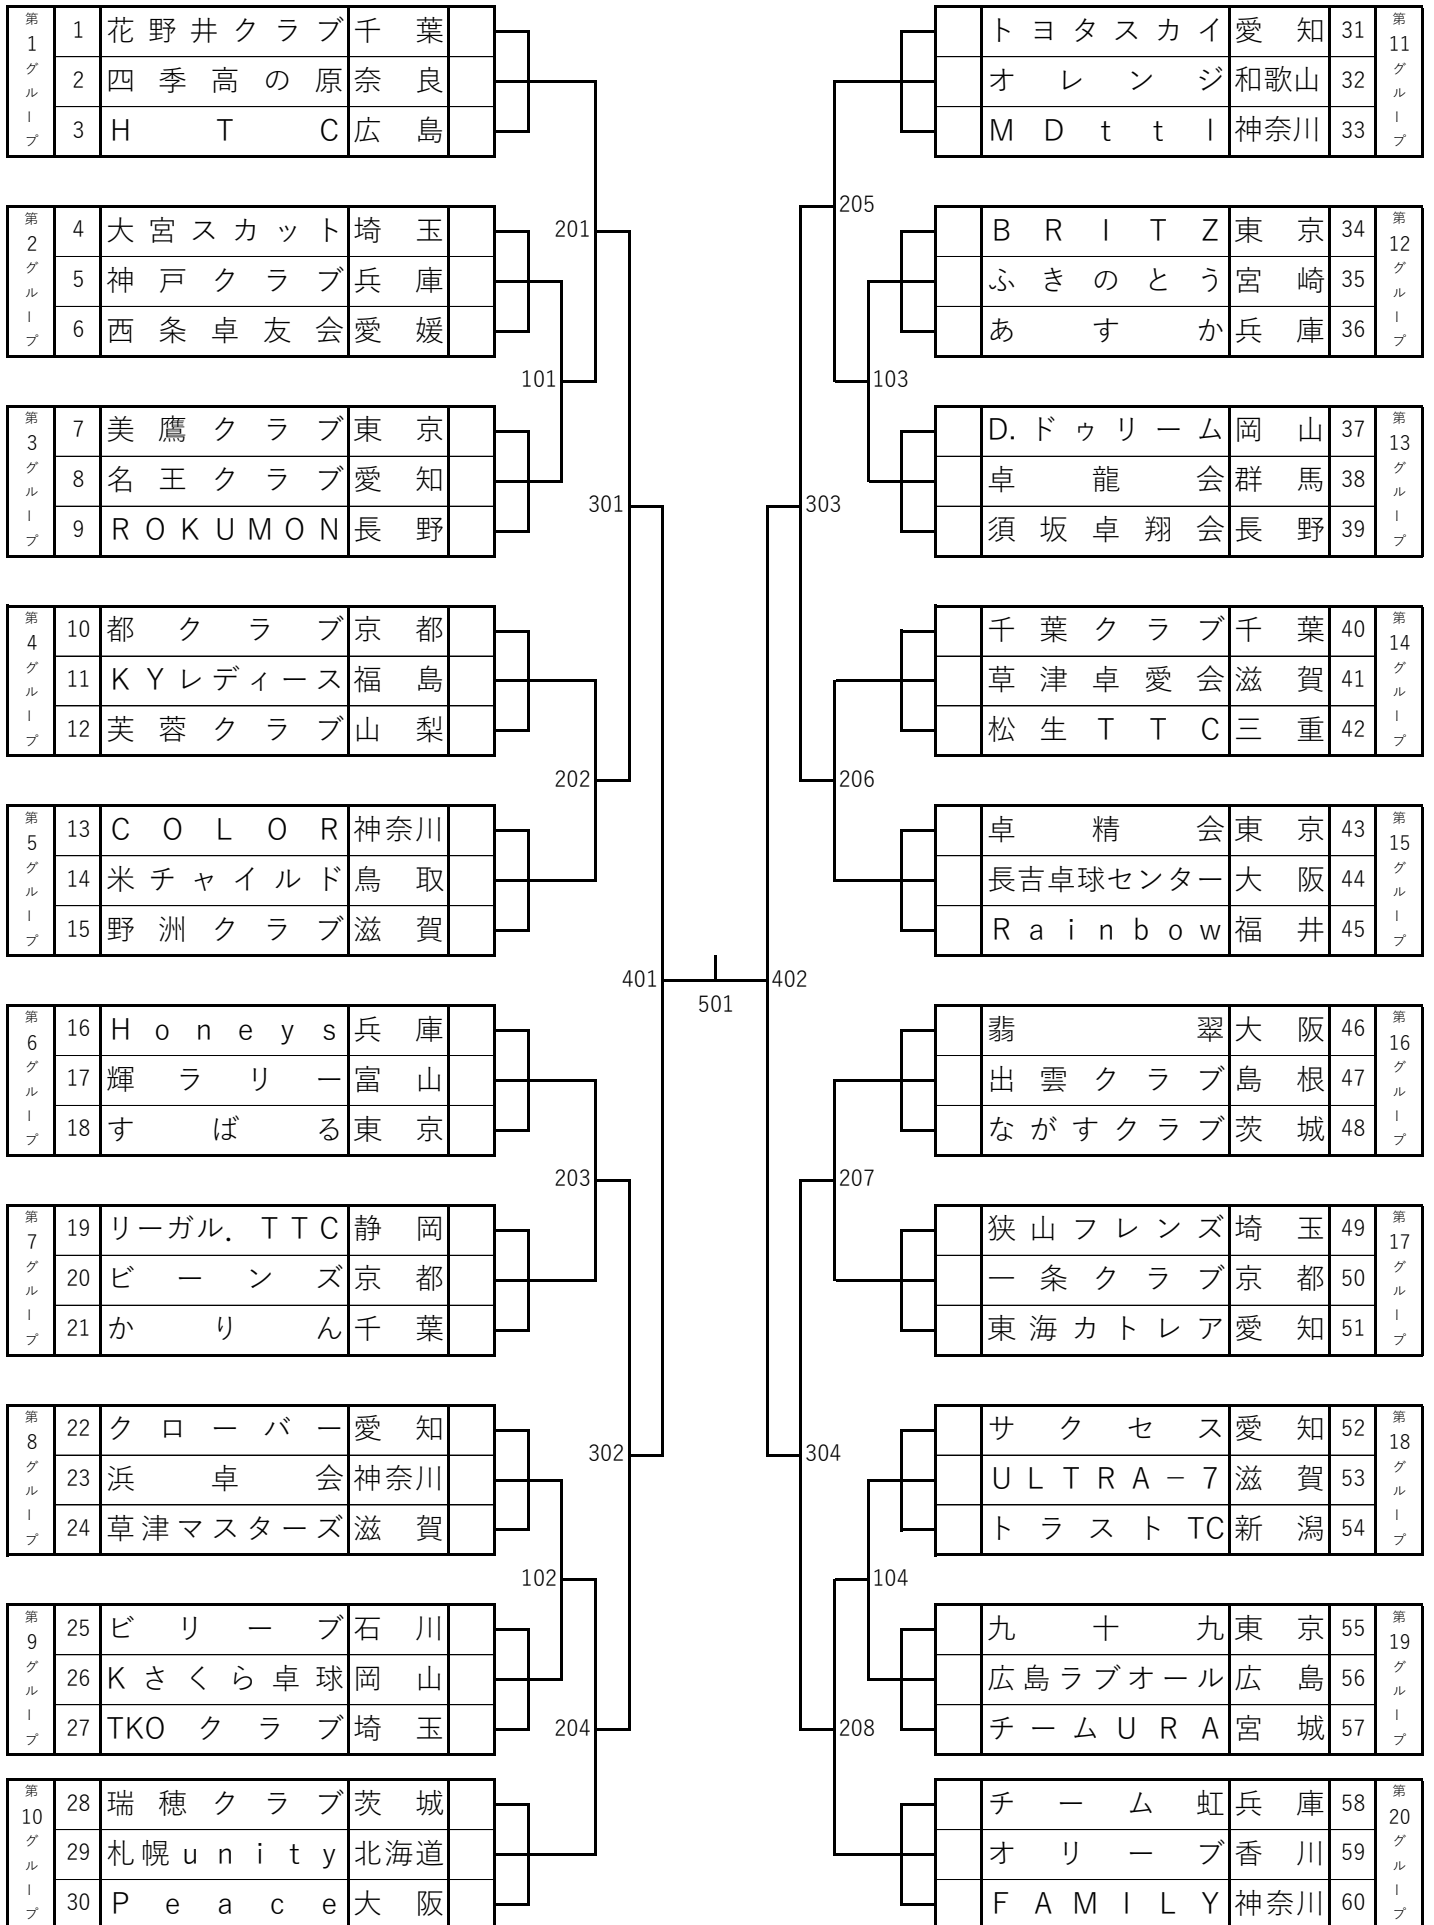 第1グループ
1 花野井クラブ 千葉
2 四季高の原 奈良
3 HTC 広島
第2グループ
4 大宮スカット 埼玉
5 神戸クラブ 兵庫
6 西条卓友会 愛媛
第3グループ
7 美鷹クラブ 東京
8 名王クラブ 愛知
9 ROKUMON 長野
第4グループ
10 都クラブ 京都
11 KYレディース 福島
12 芙蓉クラブ 山梨
第5グループ
13 COLOR 神奈川
14 米チャイルド 鳥取
15 野洲クラブ 滋賀
第6グループ
16 Honeys 兵庫
17 輝ラリー 富山
18 すばる 東京
第7グループ
19 リーガル．TTC 静岡
20 ビーンズ 京都
21 かりん 千葉
第8グループ
22 クローバー 愛知
23 浜卓会 神奈川
24 草津マスターズ 滋賀
第9グループ
25 ビリーブ 石川
26 Kさくら卓球 岡山
27 TKOクラブ 埼玉
第10グループ
28 瑞穂クラブ 茨城
29 札幌unity 北海道
30 Peace 大阪
201
101
301
202
401
203
302
102
204
501
205
103
303
206
402
207
304
104
208
トヨタスカイ 愛知 31
オレンジ 和歌山 32
MDttl 神奈川 33
第11グループ
BRITZ 東京 34
ふきのとう 宮崎 35
あすか 兵庫 36
第12グループ
D.ドゥリーム 岡山 37
卓龍会 群馬 38
須坂卓翔会 長野 39
第13グループ
千葉クラブ 千葉 40
草津卓愛会 滋賀 41
松生TTC 三重 42
第14グループ
卓精会 東京 43
長吉卓球センター 大阪 44
Rainbow 福井 45
第15グループ
翡翠 大阪 46
出雲クラブ 島根 47
ながすクラブ 茨城 48
第16グループ
狭山フレンズ 埼玉 49
一条クラブ 京都 50
東海カトレア 愛知 51
第17グループ
サクセス 愛知 52
ULTRA－7 滋賀 53
トラストTC 新潟 54
第18グループ
九十九 東京 55
広島ラブオール 広島 56
チームURA 宮城 57
第19グループ
チーム虹 兵庫 58
オリーブ 香川 59
FAMILY 神奈川 60
第20グループ